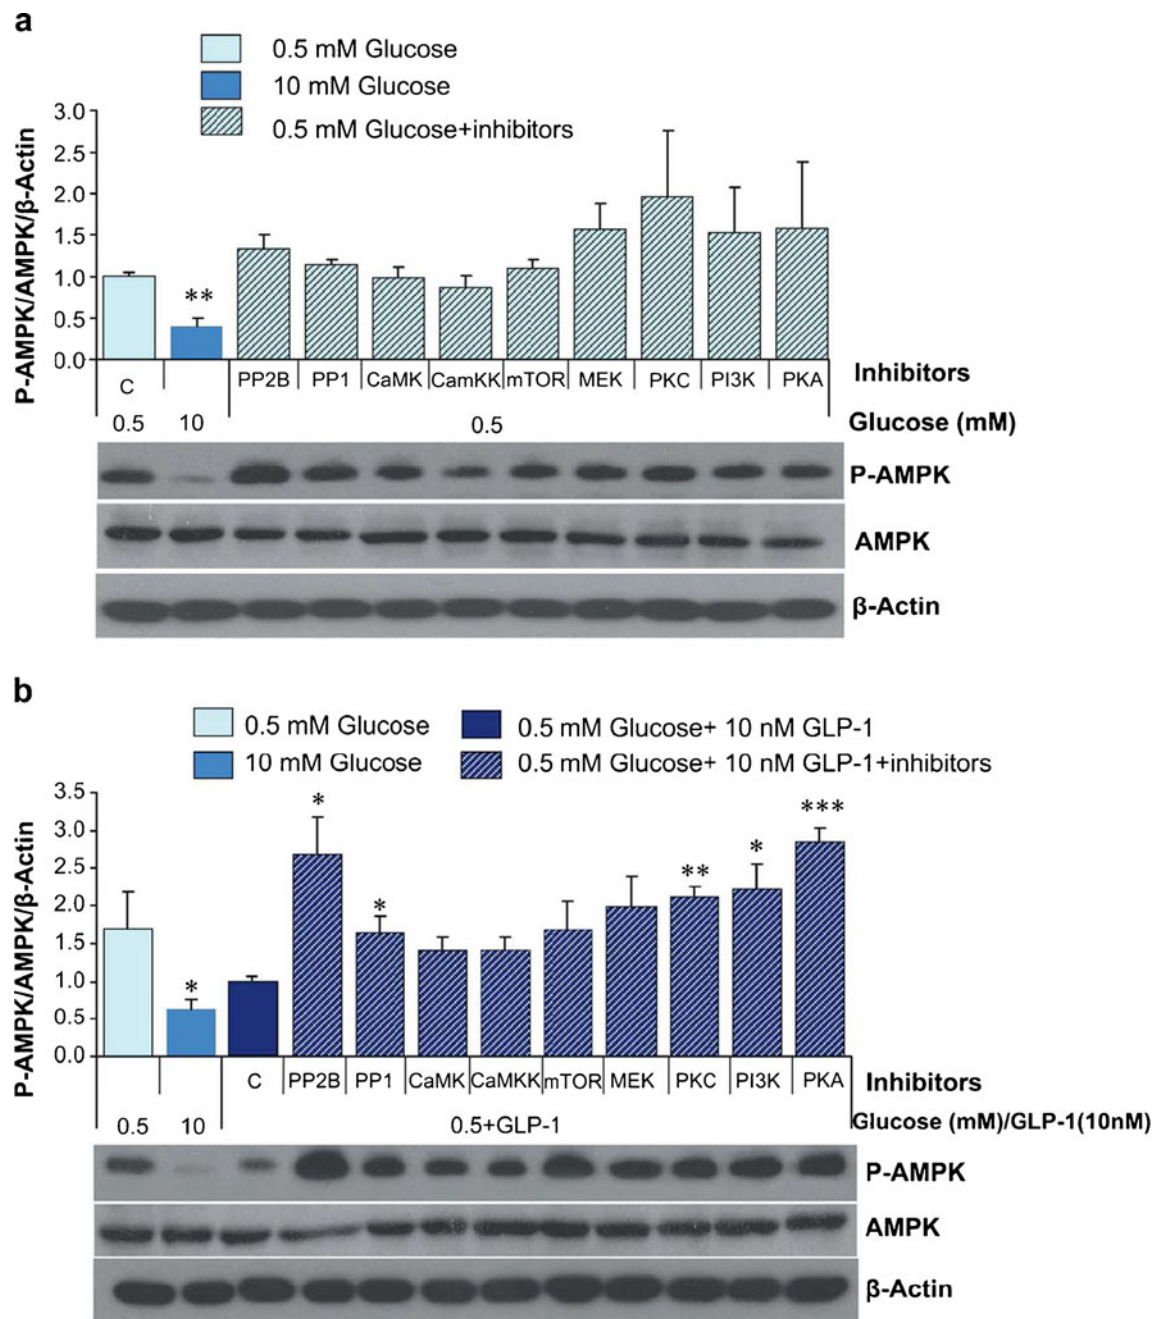 a
0.5 mM Glucose
10 mM Glucose
0.5 mM Glucose+inhibitors
P-AMPK/AMPK/β-Actin
3.0
2.5
2.0
1.5
1.0
0.5
0.0
**
C PP2B PP1 CaMK CamKK mTOR MEK PKC PI3K PKA Inhibitors
0.5 10 0.5 Glucose (mM)
P-AMPK
AMPK
β-Actin
b
0.5 mM Glucose 0.5 mM Glucose+ 10 nM GLP-1
10 mM Glucose 0.5 mM Glucose+ 10 nM GLP-1+inhibitors
P-AMPK/AMPK/β-Actin
3.5
3.0
2.5
2.0
1.5
1.0
0.5
0.0
* * * ** * ***
C PP2B PP1 CaMK CaMKK mTOR MEK PKC PI3K PKA Inhibitors
0.5 10 0.5+GLP-1 Glucose (mM)/GLP-1(10nM)
P-AMPK
AMPK
β-Actin